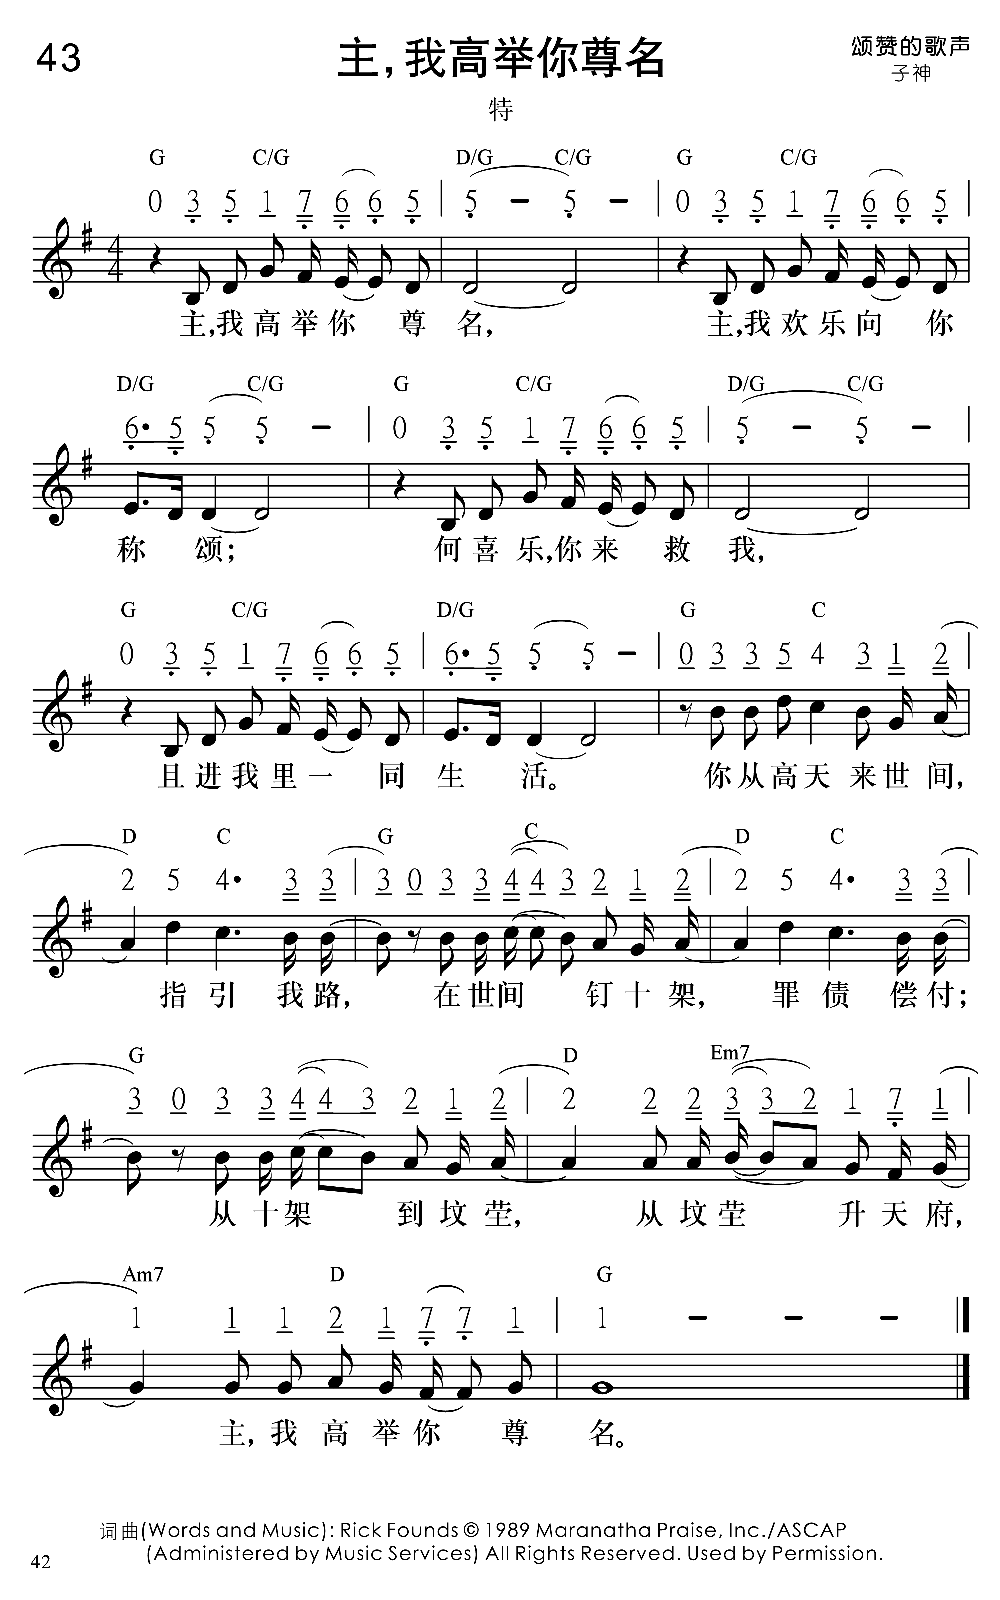 43
主,我高举你尊名
颂赞的歌声
子神
特
G C/G D/G C/G G C/G
0 3 5 1 7 6 6 5 | 5 – 5 – | 0 3 5 1 7 6 6 5 |
4
4
主,我高举你 尊名, 主,我欢乐向 你
D/G C/G G C/G D/G C/G
6· 5 5 5 – | 0 3 5 1 7 6 6 5 | 5 – 5 – |
称 颂; 何喜乐,你来 救我,
G C/G D/G G C
0 3 5 1 7 6 6 5 | 6· 5 5 5 – | 0 3 3 5 4 3 1 2 |
且进我里一 同生 活。 你从高天来世间,
D C G C D C
2 5 4· 3 3 | 3 0 3 3 4 4 3 2 1 2 | 2 5 4· 3 3 |
指引 我路, 在世间 钉十架, 罪债 偿付;
G D Em7
3 0 3 3 4 4 3 2 1 2 | 2 2 2 3 3 2 1 7 1 |
从十架 到坟茔, 从坟茔 升天府,
Am7 D G
1 1 1 2 1 7 7 1 | 1 – – –
主,我高举你 尊 名。
词曲(Words and Music): Rick Founds © 1989 Maranatha Praise, Inc./ASCAP
(Administered by Music Services) All Rights Reserved. Used by Permission.
42